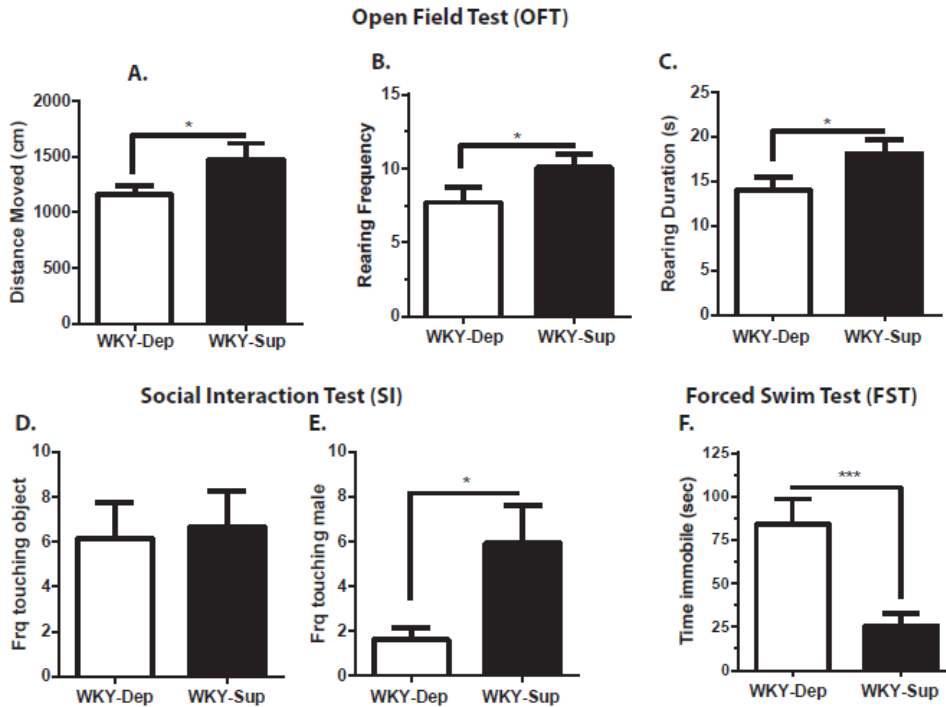 Open Field Test (OFT)
A.
B.
C.
Distance Moved (cm)
2000
1500
1000
500
0
*
WKY-Dep
WKY-Sup
Rearing Frequency
15
10
5
0
*
WKY-Dep
WKY-Sup
Rearing Duration (s)
25
20
15
10
5
0
*
WKY-Dep
WKY-Sup
Social Interaction Test (SI)
Forced Swim Test (FST)
D.
E.
F.
Frq touching object
10
8
6
4
2
0
WKY-Dep
WKY-Sup
Frq touching male
10
8
6
4
2
0
*
WKY-Dep
WKY-Sup
Time immobile (sec)
125
100
75
50
25
0
***
WKY-Dep
WKY-Sup